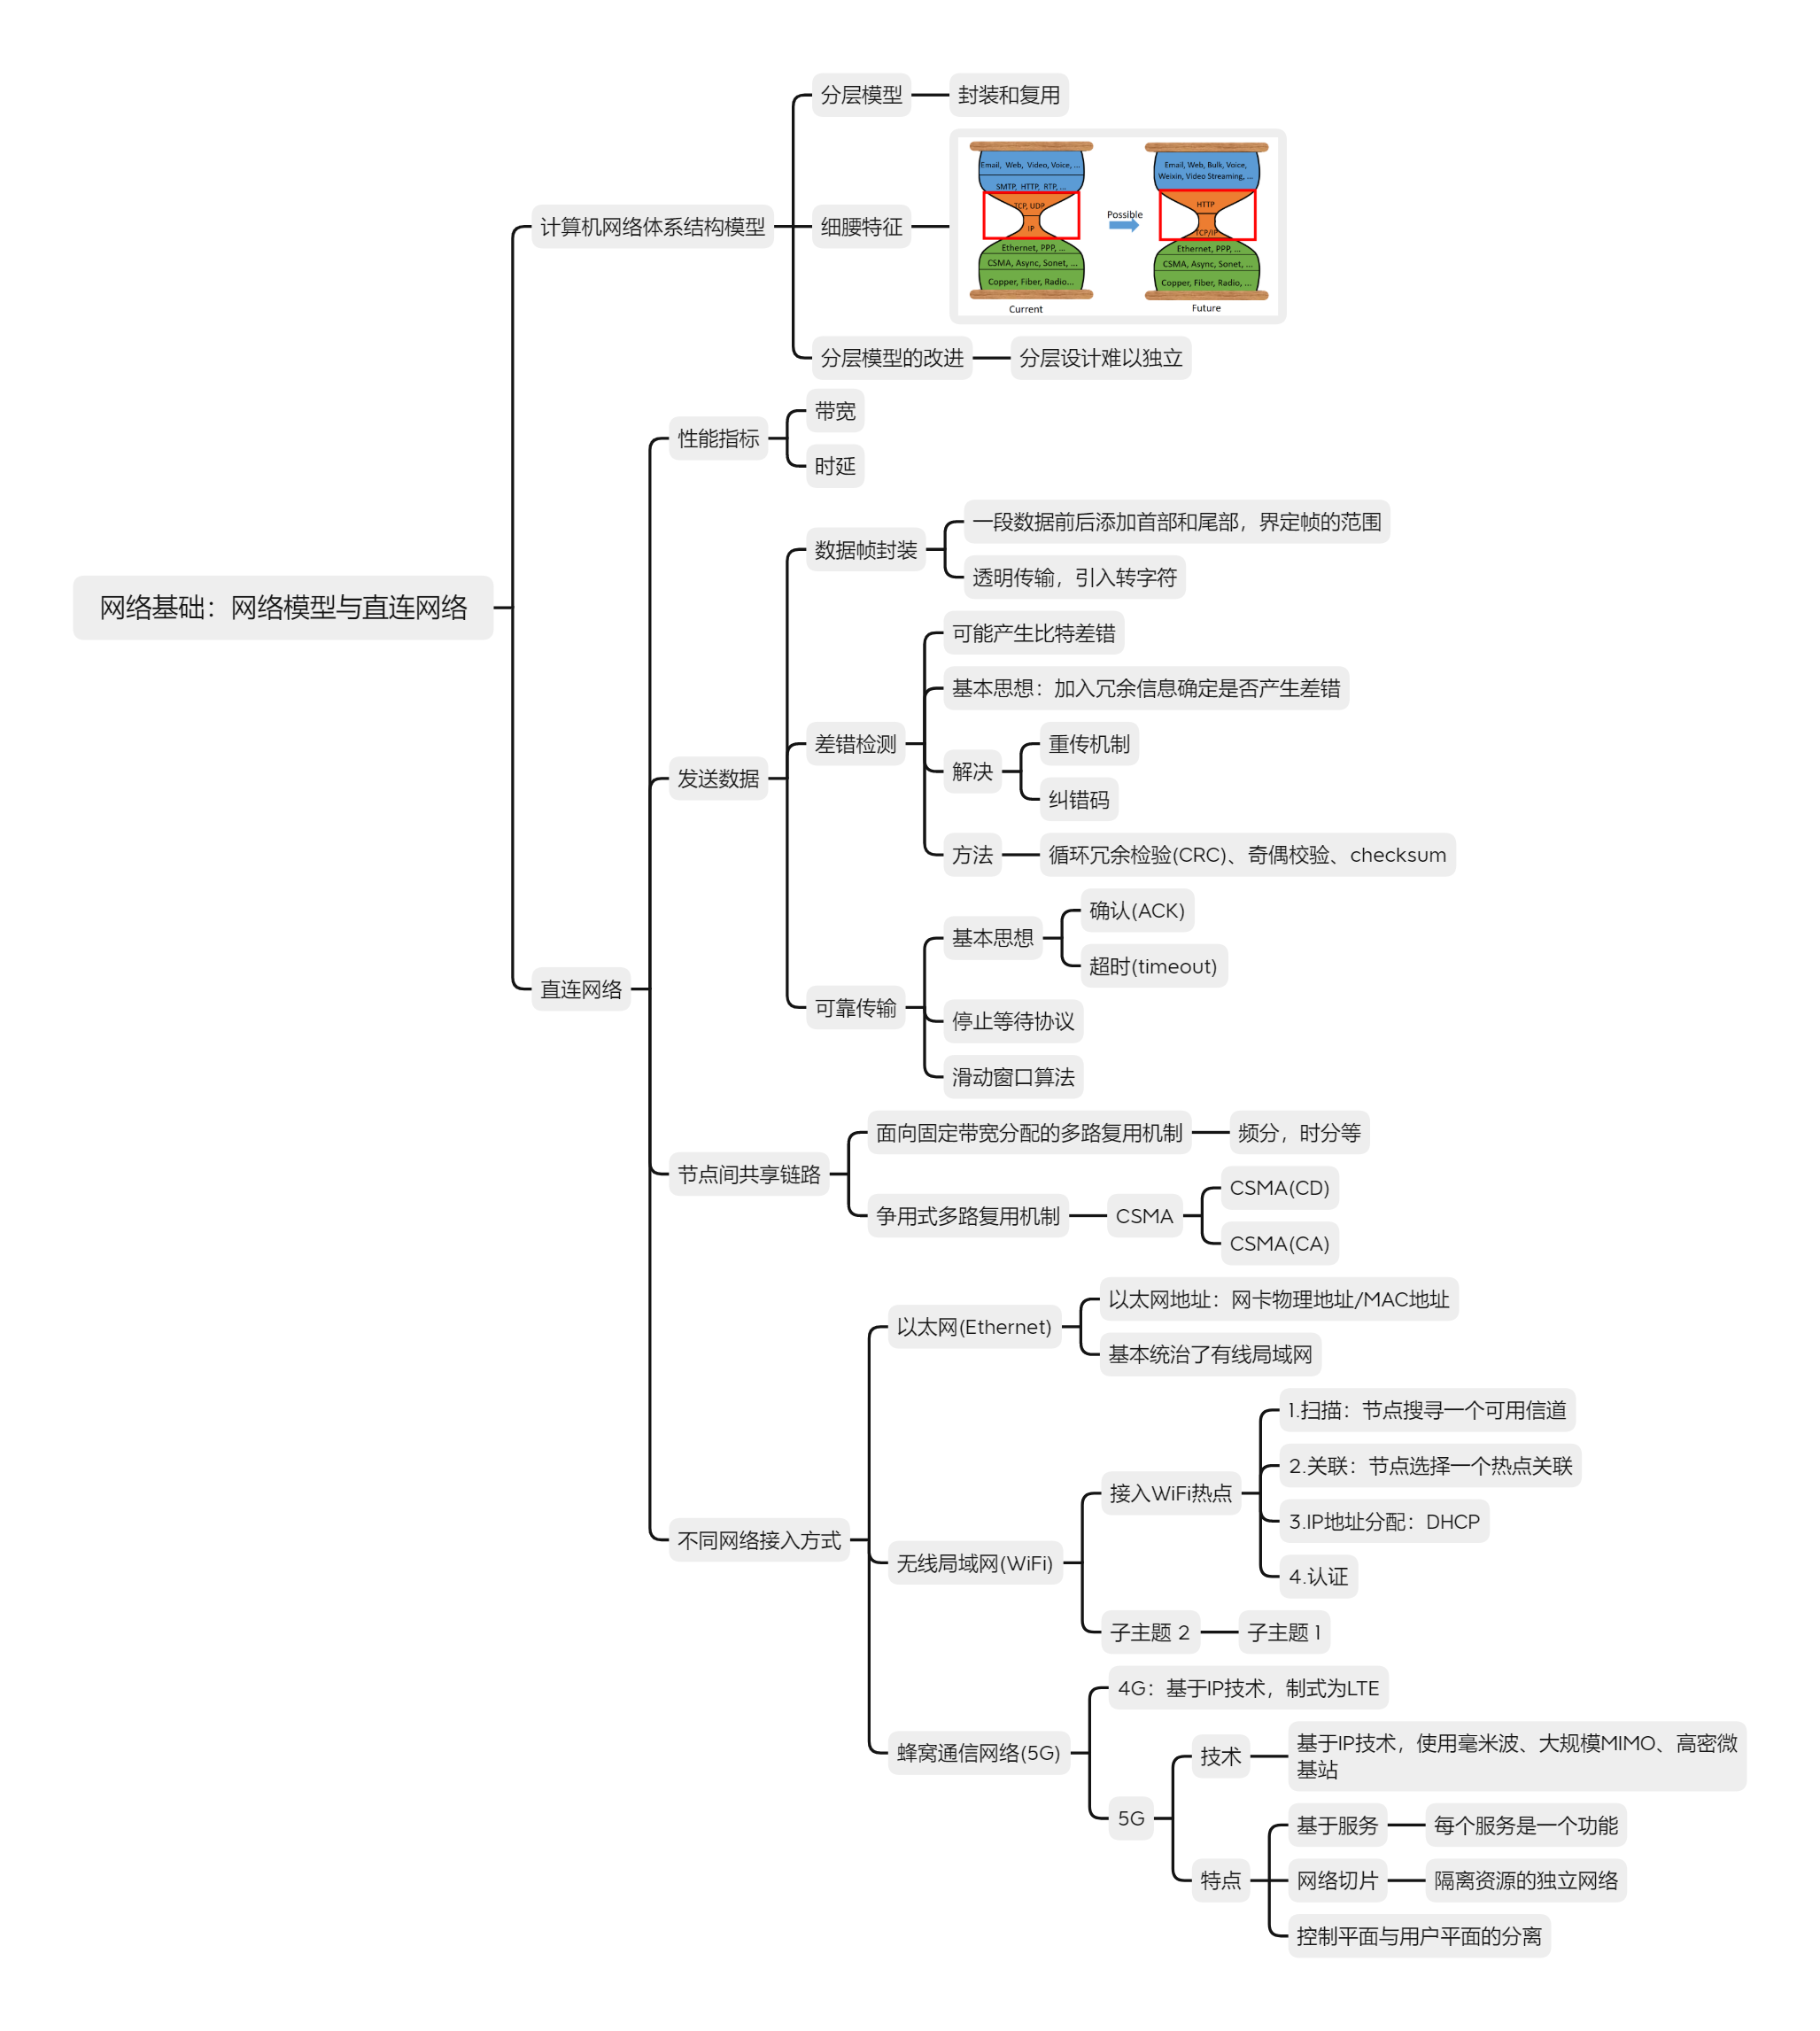 网络基础：网络模型与直连网络
计算机网络体系结构模型
分层模型
封装和复用
细腰特征
Email, Web, Video, Voice, ...
SMTP, HTTP, RTP, ...
TCP, UDP
IP
Ethernet, PPP, ...
CSMA, Async, Sonet, ...
Copper, Fiber, Radio...
Current
Possible
Email, Web, Bulk, Voice,
Weixin, Video Streaming, ...
HTTP
TCP/IP
Ethernet, PPP, ...
CSMA, Async, Sonet, ...
Copper, Fiber, Radio, ...
Future
分层模型的改进
分层设计难以独立
直连网络
性能指标
带宽
时延
发送数据
数据帧封装
一段数据前后添加首部和尾部，界定帧的范围
透明传输，引入转字符
差错检测
可能产生比特差错
基本思想：加入冗余信息确定是否产生差错
解决
重传机制
纠错码
方法
循环冗余检验(CRC)、奇偶校验、checksum
可靠传输
基本思想
确认(ACK)
超时(timeout)
停止等待协议
滑动窗口算法
节点间共享链路
面向固定带宽分配的多路复用机制
频分，时分等
争用式多路复用机制
CSMA
CSMA(CD)
CSMA(CA)
不同网络接入方式
以太网(Ethernet)
以太网地址：网卡物理地址/MAC地址
基本统治了有线局域网
无线局域网(WiFi)
接入WiFi热点
1.扫描：节点搜寻一个可用信道
2.关联：节点选择一个热点关联
3.IP地址分配：DHCP
4.认证
子主题 2
子主题 1
蜂窝通信网络(5G)
4G：基于IP技术，制式为LTE
5G
技术
基于IP技术，使用毫米波、大规模MIMO、高密微
基站
特点
基于服务
每个服务是一个功能
网络切片
隔离资源的独立网络
控制平面与用户平面的分离